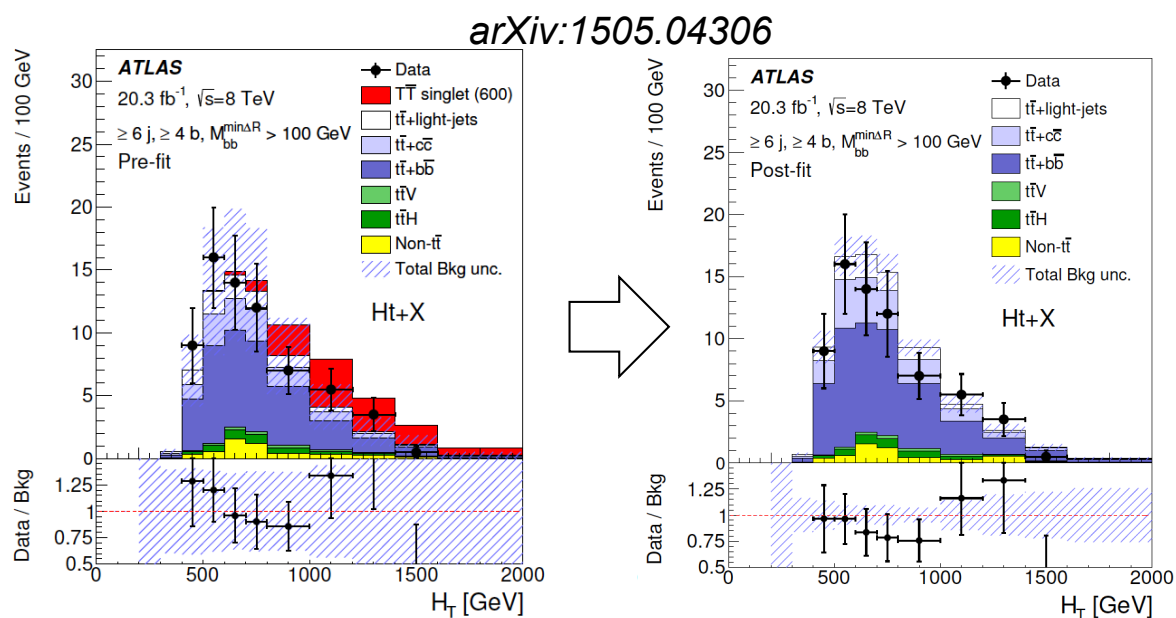 arXiv:1505.04306
Events / 100 GeV
30
25
20
15
10
5
0
ATLAS
20.3 fb⁻¹, √s=8 TeV
≥ 6 j, ≥ 4 b, M_bb^minΔR > 100 GeV
Pre-fit
Data
TT̅ singlet (600)
tt̅+light-jets
tt̅+cc̅
tt̅+bb̅
tt̅V
tt̅H
Non-tt̅
Total Bkg unc.
Ht+X
Data / Bkg
1.25
1
0.75
0.5
0 500 1000 1500 2000
H_T [GeV]
Events / 100 GeV
30
25
20
15
10
5
0
ATLAS
20.3 fb⁻¹, √s=8 TeV
≥ 6 j, ≥ 4 b, M_bb^minΔR > 100 GeV
Post-fit
Data
tt̅+light-jets
tt̅+cc̅
tt̅+bb̅
tt̅V
tt̅H
Non-tt̅
Total Bkg unc.
Ht+X
Data / Bkg
1.25
1
0.75
0.5
0 500 1000 1500 2000
H_T [GeV]